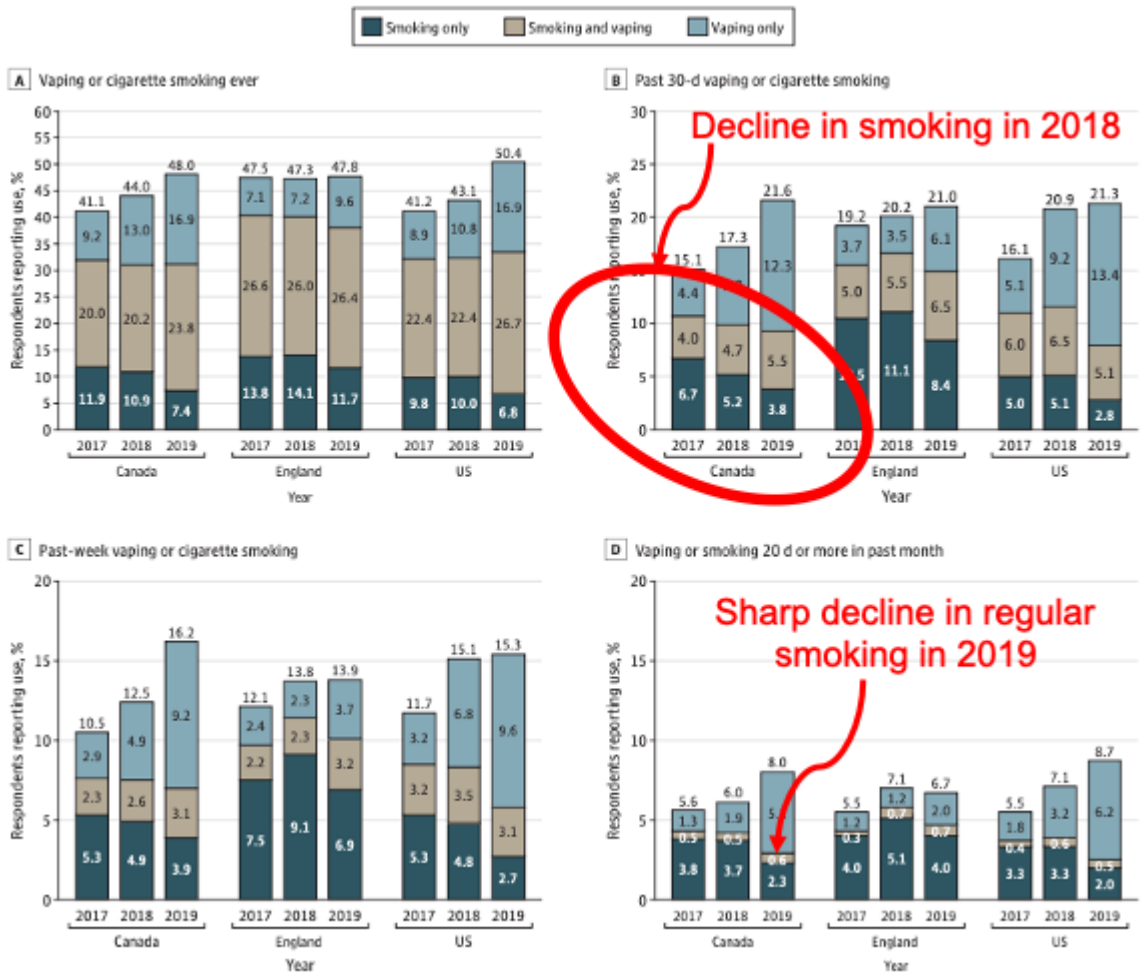 Smoking only Smoking and vaping Vaping only
A Vaping or cigarette smoking ever
Respondents reporting use, %
60
55
50
45
40
35
30
25
20
15
10
5
0
41.1 44.0 48.0 47.5 47.3 47.8 41.2 43.1 50.4
9.2 13.0 16.9 7.1 7.2 9.6 8.9 10.8 16.9
20.0 20.2 23.8 26.6 26.0 26.4 22.4 22.4 26.7
11.9 10.9 7.4 13.8 14.1 11.7 9.8 10.0 6.8
2017 2018 2019 2017 2018 2019 2017 2018 2019
Canada England US
Year
B Past 30-d vaping or cigarette smoking
Decline in smoking in 2018
Respondents reporting use, %
30
25
20
10
5
0
15.1 17.3 21.6 19.2 20.2 21.0 16.1 20.9 21.3
4.4 12.3 3.7 3.5 6.1 5.1 9.2 13.4
4.0 4.7 5.5 5.0 5.5 6.5 6.0 6.5 5.1
6.7 5.2 3.8 11.1 8.4 5.0 5.1 2.8
2017 2018 2019 2018 2019 2017 2018 2019
Canada England US
Year
C Past-week vaping or cigarette smoking
Respondents reporting use, %
20
15
10
5
0
10.5 12.5 16.2 12.1 13.8 13.9 11.7 15.1 15.3
2.9 4.9 9.2 2.4 2.3 3.7 3.2 6.8 9.6
2.3 2.6 3.1 2.2 2.3 3.2 3.2 3.5 3.1
5.3 4.9 3.9 7.5 9.1 6.9 5.3 4.8 2.7
2017 2018 2019 2017 2018 2019 2017 2018 2019
Canada England US
Year
D Vaping or smoking 20 d or more in past month
Sharp decline in regular
smoking in 2019
Respondents reporting use, %
20
15
10
5
0
5.6 6.0 8.0 5.5 7.1 6.7 5.5 7.1 8.7
1.3 1.9 1.2 1.2 2.0 1.8 3.2 6.2
0.5 0.5 0.6 0.3 0.7 0.7 0.4 0.6 0.5
3.8 3.7 2.3 4.0 5.1 4.0 3.3 3.3 2.0
2017 2018 2019 2017 2018 2019 2017 2018 2019
Canada England US
Year